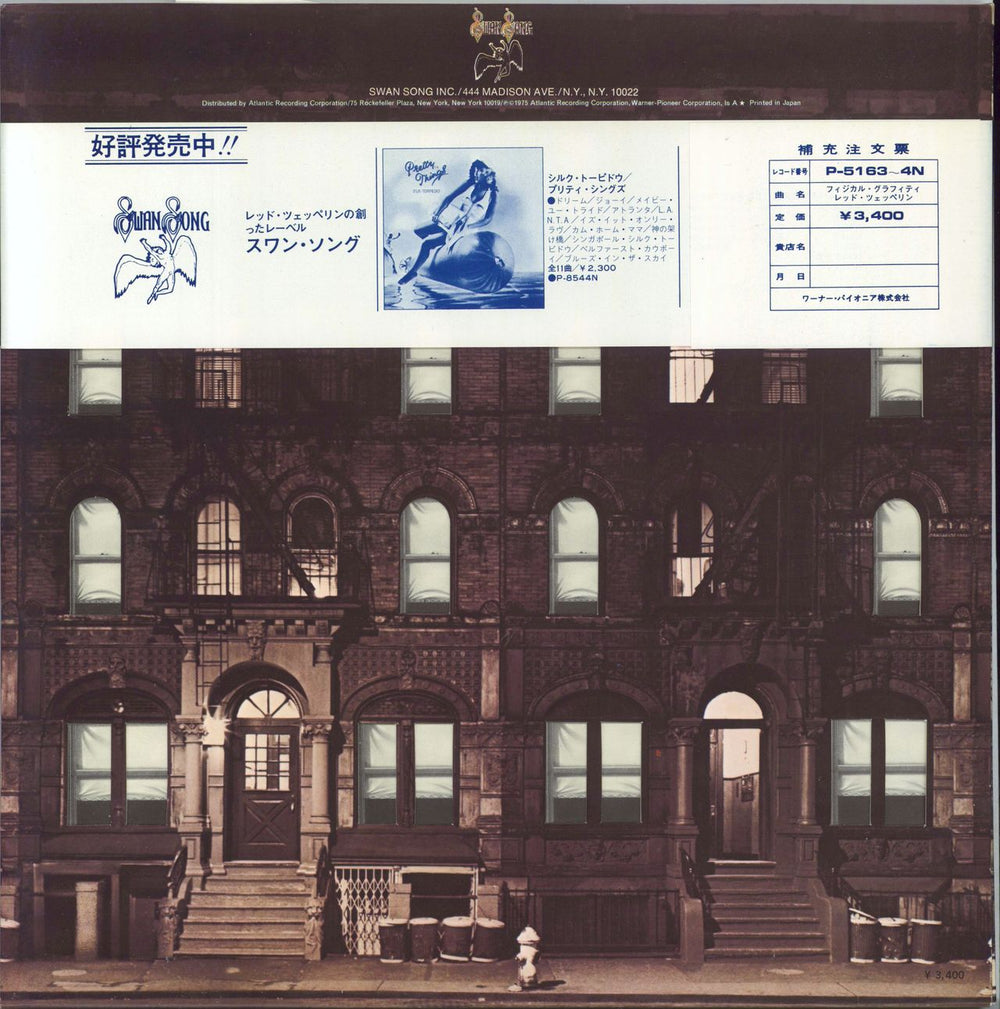 SWAN SONG
SWAN SONG INC./444 MADISON AVE./N.Y., N.Y. 10022
Distributed by Atlantic Recording Corporation/75 Rockefeller Plaza, New York, New York 10019/℗©1975 Atlantic Recording Corporation, Warner-Pioneer Corporation, Is A ★ Printed in Japan
好評発売中!!
SWAN SONG
レッド・ツェッペリンの創
ったレーベル
スワン・ソング
Pretty
Things
SILK TORPEDO
シルク・トーピドウ/
プリティ・シングズ
●ドリーム/ジョーイ/メイビー・
ユー・トライド/アトランタ/L.A.
N.T.A./イズ・イット・オンリー・
ラヴ/カム・ホーム・ママ/神の架
け橋/シンガポール・シルク・トー
ピドウ/ベルファースト・カウボー
イ/ブルーズ・イン・ザ・スカイ
全11曲/¥2,300
●P-8544N
補充注文票
レコード番号 P-5163~4N
曲名 フィジカル・グラフィティ
レッド・ツェッペリン
定価 ¥3,400
貴店名
月日
ワーナー・パイオニア株式会社
¥3,400